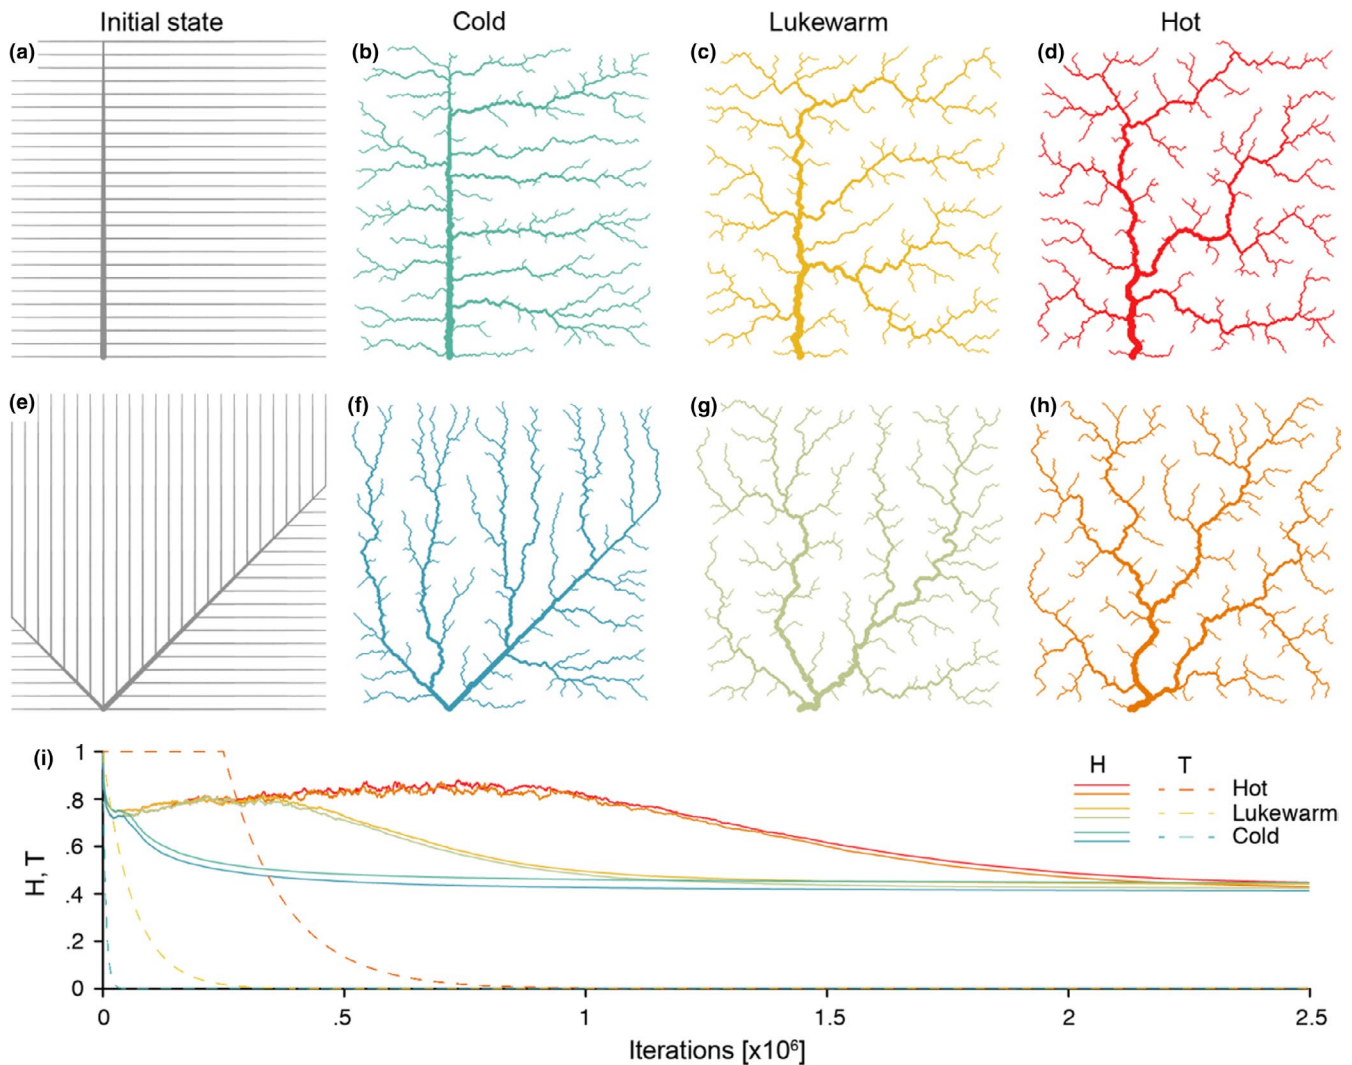 Initial state Cold Lukewarm Hot
(a) (b) (c) (d)
(e) (f) (g) (h)
(i)
H T
Hot
Lukewarm
Cold
1
.8
.6
.4
.2
0
H, T
0 .5 1 1.5 2 2.5
Iterations [x10⁶]